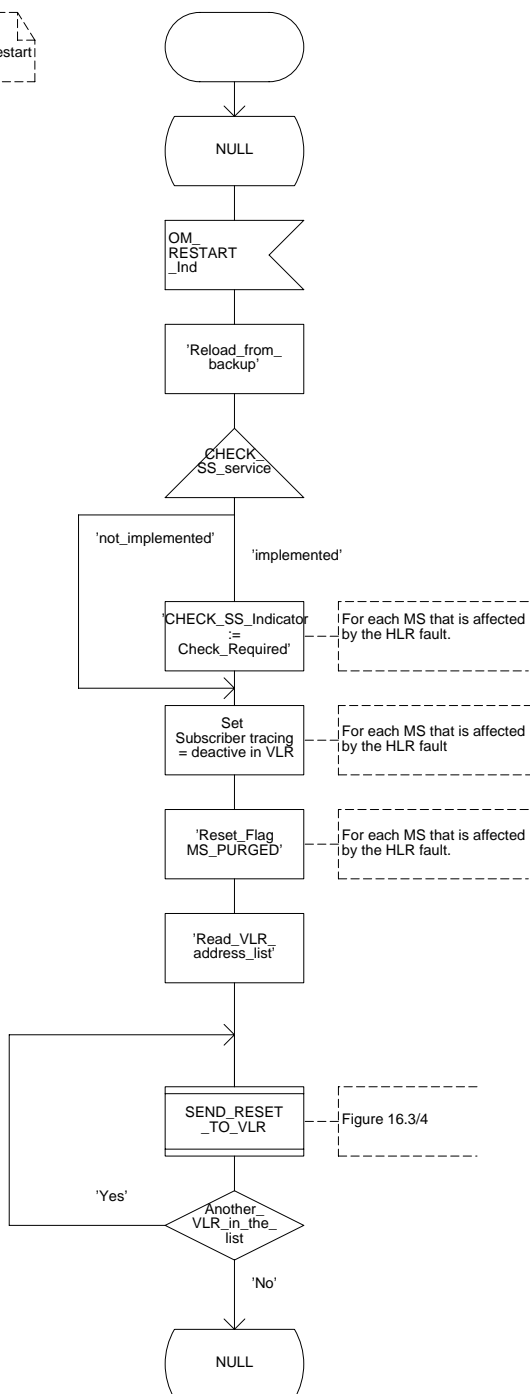 NULL
OM_
RESTART
_Ind
'Reload_from_
backup'
CHECK_
SS_service
'not_implemented'
'implemented'
'CHECK_SS_Indicator
:=
Check_Required'
For each MS that is affected
by the HLR fault.
Set
Subscriber tracing
= deactive in VLR
For each MS that is affected
by the HLR fault
'Reset_Flag
MS_PURGED'
For each MS that is affected
by the HLR fault.
'Read_VLR_
address_list'
SEND_RESET
_TO_VLR
Figure 16.3/4
'Yes'
Another_
VLR_in_the_
list
'No'
NULL